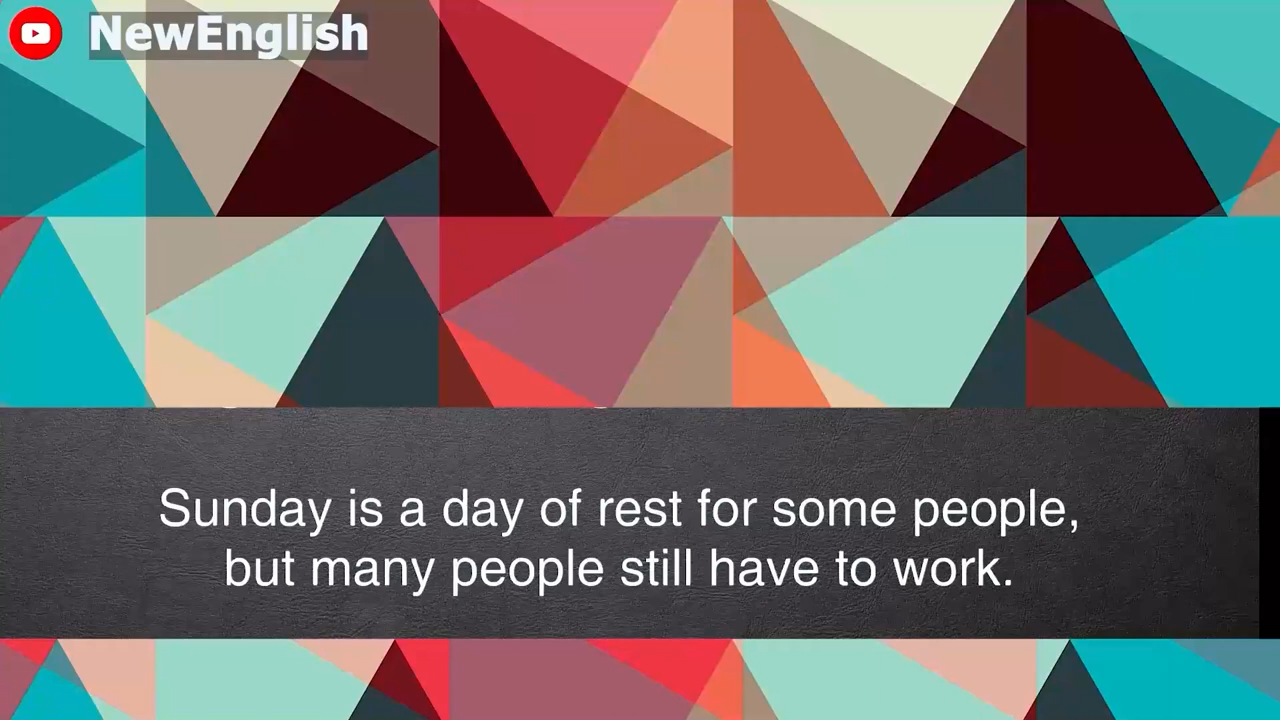 NewEnglish
Sunday is a day of rest for some people,
but many people still have to work.